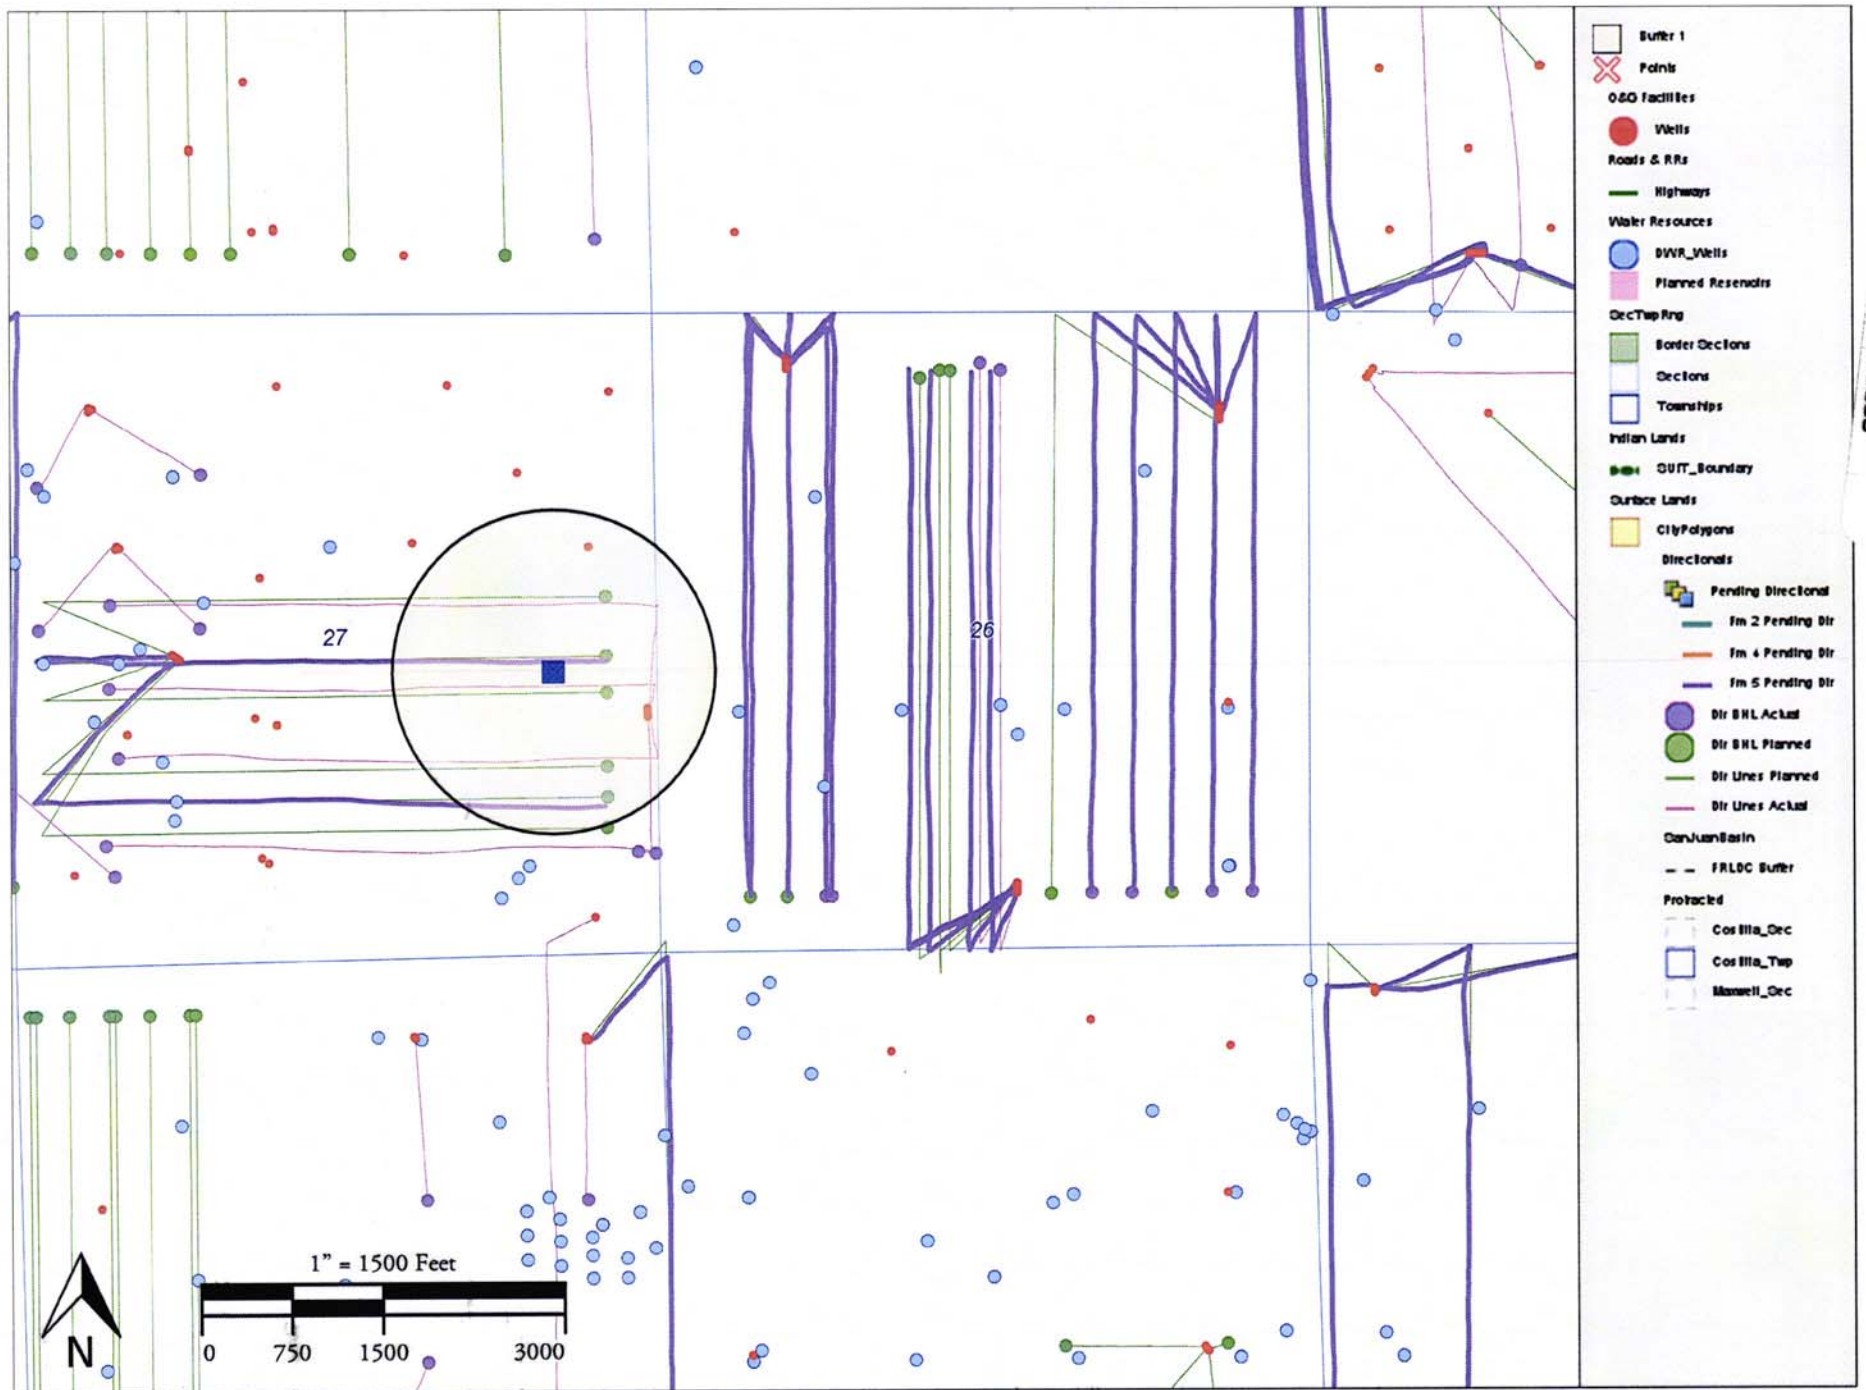 Buffer 1
Points
O&G Facilities
Wells
Roads & RRs
Highways
Water Resources
DWR_Wells
Planned Reservoirs
SecTwpRng
Border Sections
Sections
Townships
Indian Lands
SUIT_Boundary
Surface Lands
CityPolygons
Directionals
Pending Directional
Fm 2 Pending Dir
Fm 4 Pending Dir
Fm 5 Pending Dir
Dir BHL Actual
Dir BHL Planned
Dir Lines Planned
Dir Lines Actual
SanJuanBasin
FRLDC Buffer
Protracted
Costilla_Sec
Costilla_Twp
Maxwell_Sec
27
26
1" = 1500 Feet
0 750 1500 3000
N